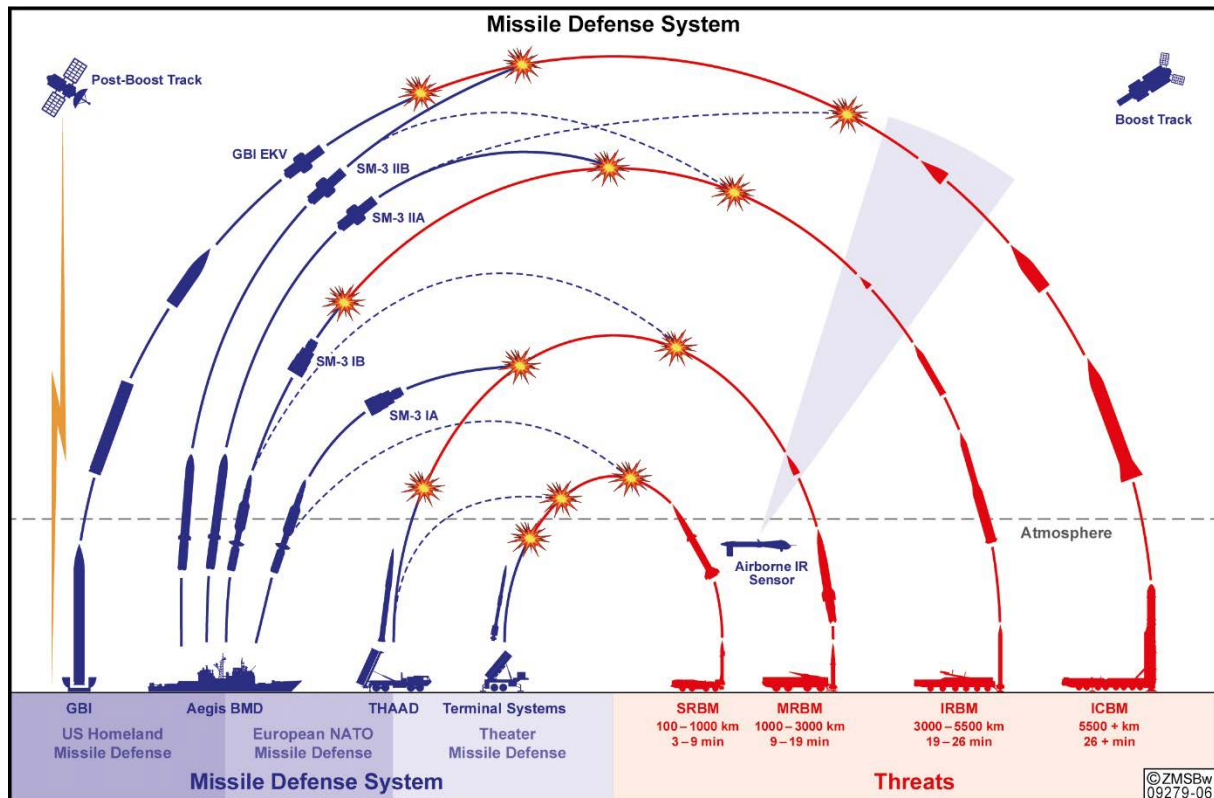 Missile Defense System
Post-Boost Track
Boost Track
GBI EKV
SM-3 IIB
SM-3 IIA
SM-3 IB
SM-3 IA
Atmosphere
Airborne IR
Sensor
GBI
Aegis BMD
THAAD
Terminal Systems
US Homeland
Missile Defense
European NATO
Missile Defense
Theater
Missile Defense
SRBM
100–1000 km
3–9 min
MRBM
1000–3000 km
9–19 min
IRBM
3000–5500 km
19–26 min
ICBM
5500 + km
26 + min
Missile Defense System
Threats
©ZMSBw
09279-06